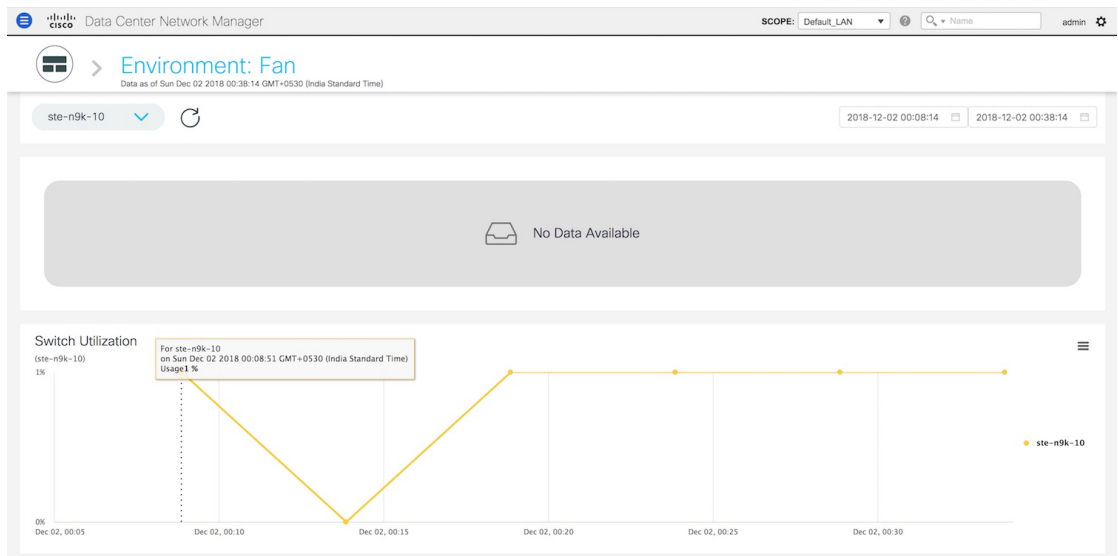 cisco Data Center Network Manager
SCOPE: Default_LAN ? Name admin
Environment: Fan
Data as of Sun Dec 02 2018 00:38:14 GMT+0530 (India Standard Time)
ste-n9k-10 2018-12-02 00:08:14 2018-12-02 00:38:14
No Data Available
Switch Utilization
(ste-n9k-10)
For ste-n9k-10
on Sun Dec 02 2018 00:08:51 GMT+0530 (India Standard Time)
Usage1 %
1%
ste-n9k-10
0%
Dec 02, 00:05 Dec 02, 00:10 Dec 02, 00:15 Dec 02, 00:20 Dec 02, 00:25 Dec 02, 00:30